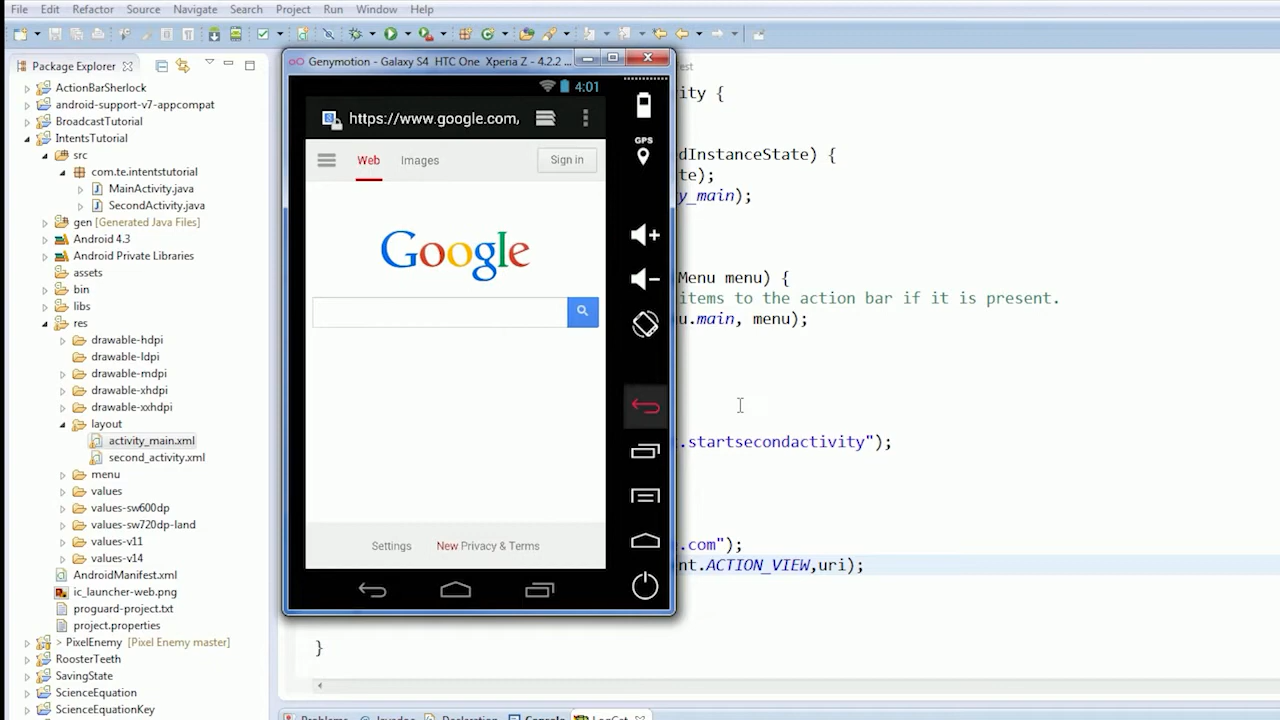 File Edit Refactor Source Navigate Search Project Run Window Help
Package Explorer
ActionBarSherlock
android-support-v7-appcompat
BroadcastTutorial
IntentsTutorial
src
com.te.intentstutorial
MainActivity.java
SecondActivity.java
gen [Generated Java Files]
Android 4.3
Android Private Libraries
assets
bin
libs
res
drawable-hdpi
drawable-ldpi
drawable-mdpi
drawable-xhdpi
drawable-xxhdpi
layout
activity_main.xml
second_activity.xml
menu
values
values-sw600dp
values-sw720dp-land
values-v11
values-v14
AndroidManifest.xml
ic_launcher-web.png
proguard-project.txt
project.properties
> PixelEnemy [Pixel Enemy master]
RoosterTeeth
SavingState
ScienceEquation
ScienceEquationKey
Genymotion - Galaxy S4 HTC One Xperia Z - 4.2.2 ...
4:01
https://www.google.com,
Web Images Sign in
Google
Settings New Privacy & Terms
GPS
ity {
dInstanceState) {
te);
y_main);
Menu menu) {
items to the action bar if it is present.
u.main, menu);
.startsecondactivity");
.com");
nt.ACTION_VIEW,uri);
}
Problems Javadoc Declaration Console LogCat